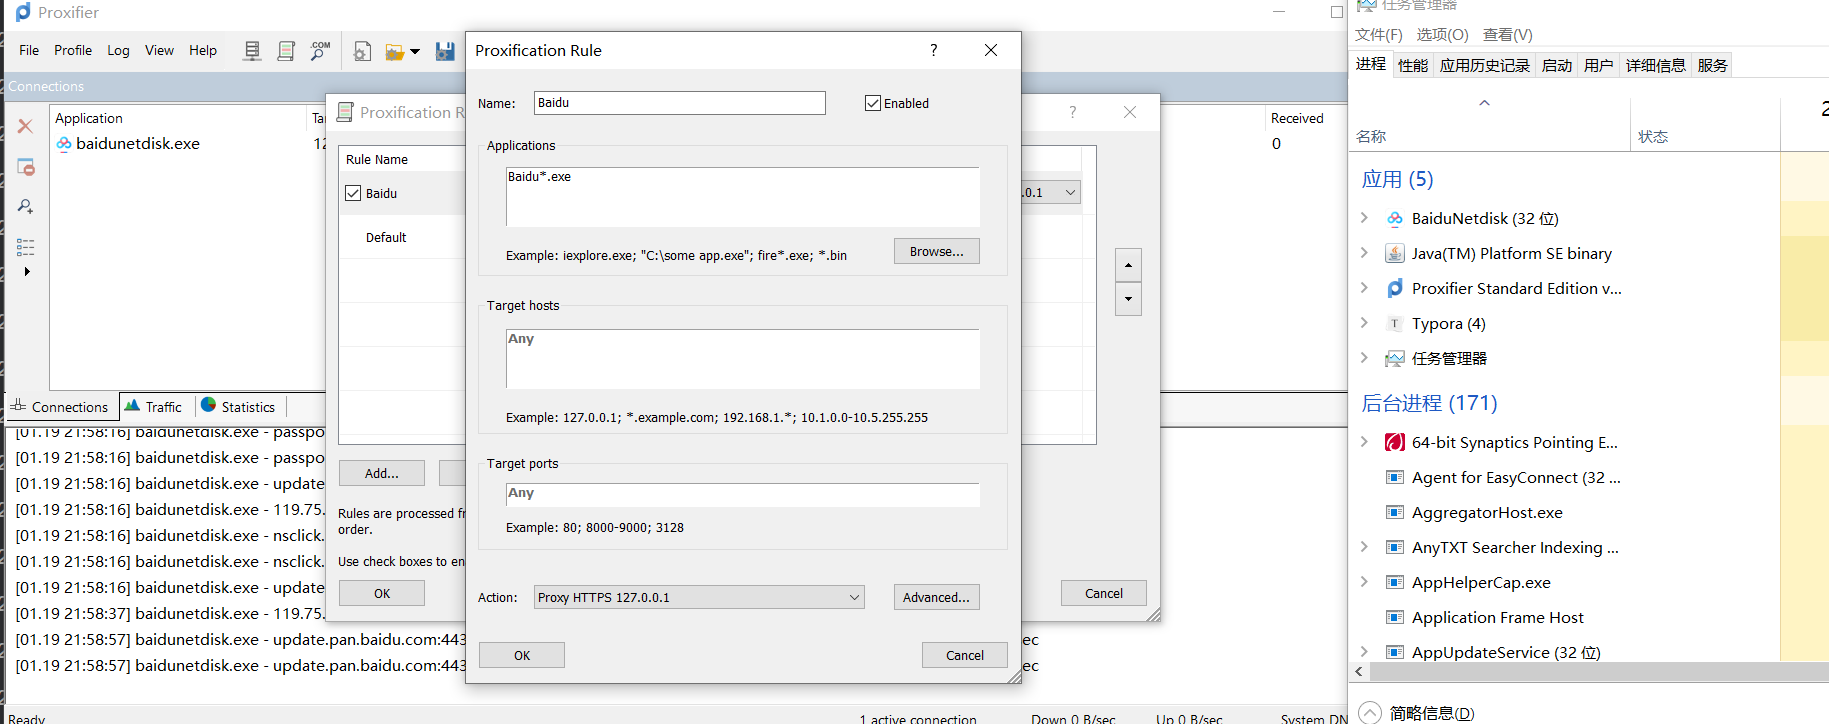 Proxifier
File Profile Log View Help
.COM
Connections
Application
baidunetdisk.exe
12
Received
0
Connections Traffic Statistics
[01.19 21:58:16] baidunetdisk.exe - passpo
[01.19 21:58:16] baidunetdisk.exe - passpo
[01.19 21:58:16] baidunetdisk.exe - update
[01.19 21:58:16] baidunetdisk.exe - 119.75.
[01.19 21:58:16] baidunetdisk.exe - nsclick.
[01.19 21:58:16] baidunetdisk.exe - nsclick.
[01.19 21:58:16] baidunetdisk.exe - update
[01.19 21:58:37] baidunetdisk.exe - 119.75.
[01.19 21:58:57] baidunetdisk.exe - update.pan.baidu.com:443 ec
[01.19 21:58:57] baidunetdisk.exe - update.pan.baidu.com:443 ec
Ready
1 active connection Down 0 B/sec Up 0 B/sec System DN
Proxification R
?
Rule Name
Baidu
.0.1
Default
Add...
Rules are processed fr
order.
Use check boxes to en
OK
Cancel
Proxification Rule
?
Name: Baidu
Enabled
Applications
Baidu*.exe
Example: iexplore.exe; "C:\some app.exe"; fire*.exe; *.bin
Browse...
Target hosts
Any
Example: 127.0.0.1; *.example.com; 192.168.1.*; 10.1.0.0-10.5.255.255
Target ports
Any
Example: 80; 8000-9000; 3128
Action: Proxy HTTPS 127.0.0.1
Advanced...
OK
Cancel
任务管理器
文件(F) 选项(O) 查看(V)
进程 性能 应用历史记录 启动 用户 详细信息 服务
2
名称 状态
应用 (5)
BaiduNetdisk (32 位)
Java(TM) Platform SE binary
Proxifier Standard Edition v...
Typora (4)
任务管理器
后台进程 (171)
64-bit Synaptics Pointing E...
Agent for EasyConnect (32 ...
AggregatorHost.exe
AnyTXT Searcher Indexing ...
AppHelperCap.exe
Application Frame Host
AppUpdateService (32 位)
简略信息(D)